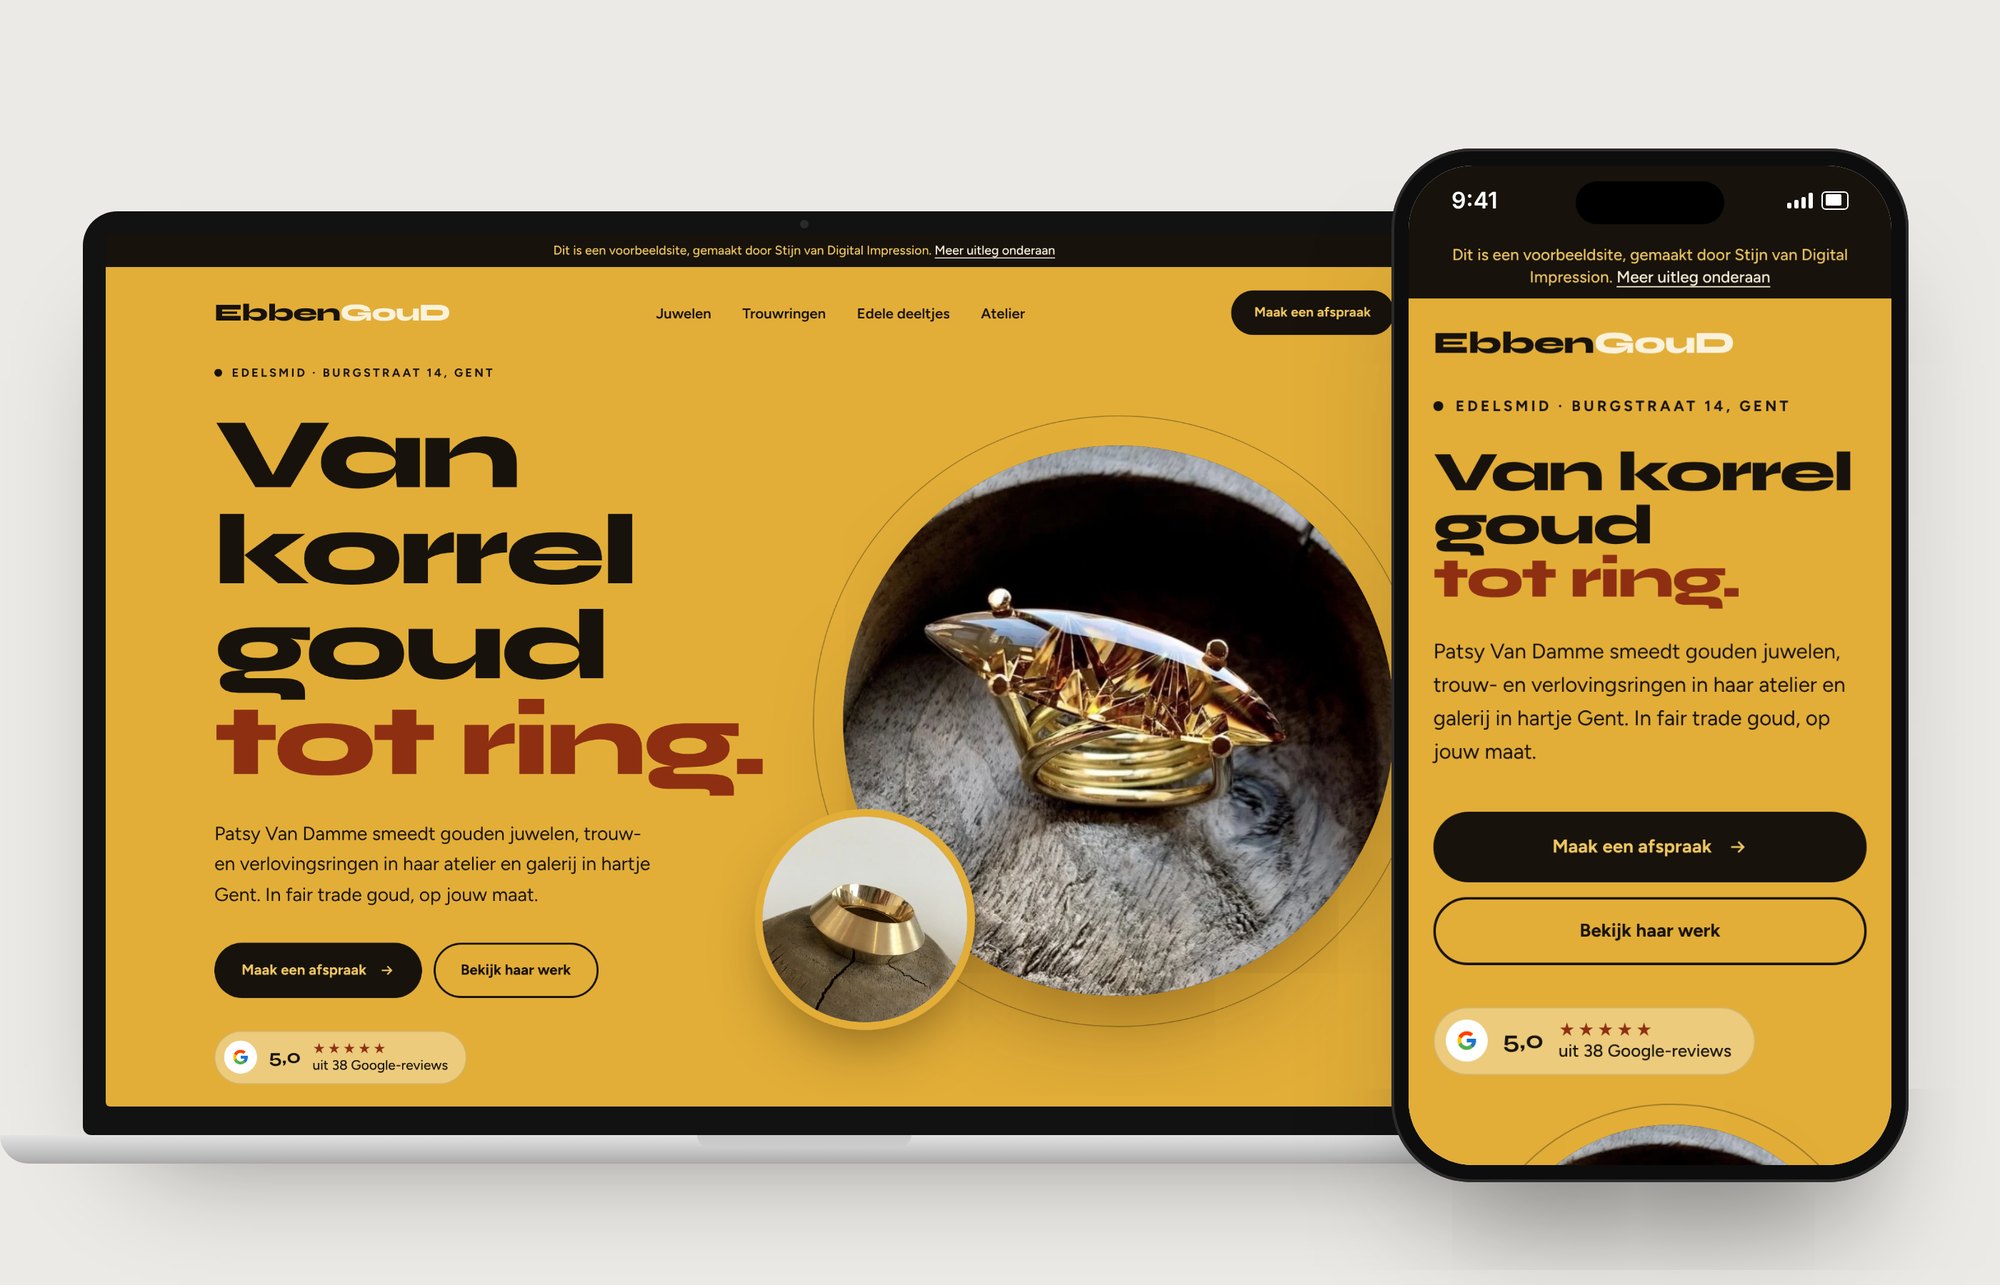 Dit is een voorbeeldsite, gemaakt door Stijn van Digital Impression. Meer uitleg onderaan
EbbenGouD
Juwelen
Trouwringen
Edele deeltjes
Atelier
Maak een afspraak
EDELSMID · BURGSTRAAT 14, GENT
Van
korrel
goud
tot ring.
Patsy Van Damme smeedt gouden juwelen, trouw-
en verlovingsringen in haar atelier en galerij in hartje
Gent. In fair trade goud, op jouw maat.
Maak een afspraak →
Bekijk haar werk
G
5,0
★★★★★
uit 38 Google-reviews
9:41
Dit is een voorbeeldsite, gemaakt door Stijn van Digital
Impression. Meer uitleg onderaan
EbbenGouD
EDELSMID · BURGSTRAAT 14, GENT
Van korrel
goud
tot ring.
Patsy Van Damme smeedt gouden juwelen,
trouw- en verlovingsringen in haar atelier en
galerij in hartje Gent. In fair trade goud, op
jouw maat.
Maak een afspraak →
Bekijk haar werk
G
5,0
★★★★★
uit 38 Google-reviews